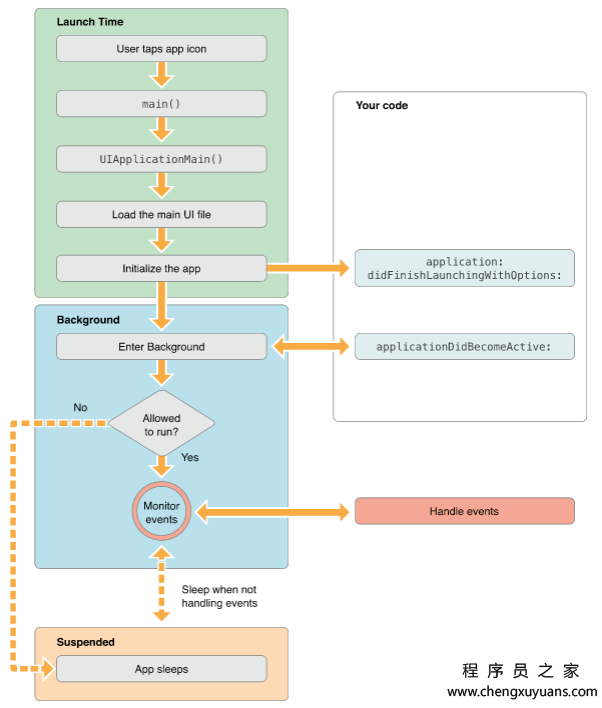 Launch Time
User taps app icon
main()
UIApplicationMain()
Load the main UI file
Initialize the app
Your code
application:
didFinishLaunchingWithOptions:
Background
Enter Background
applicationDidBecomeActive:
No
Allowed
to run?
Yes
Monitor
events
Handle events
Sleep when not
handling events
Suspended
App sleeps
程序员之家
www.chengxuyuans.com